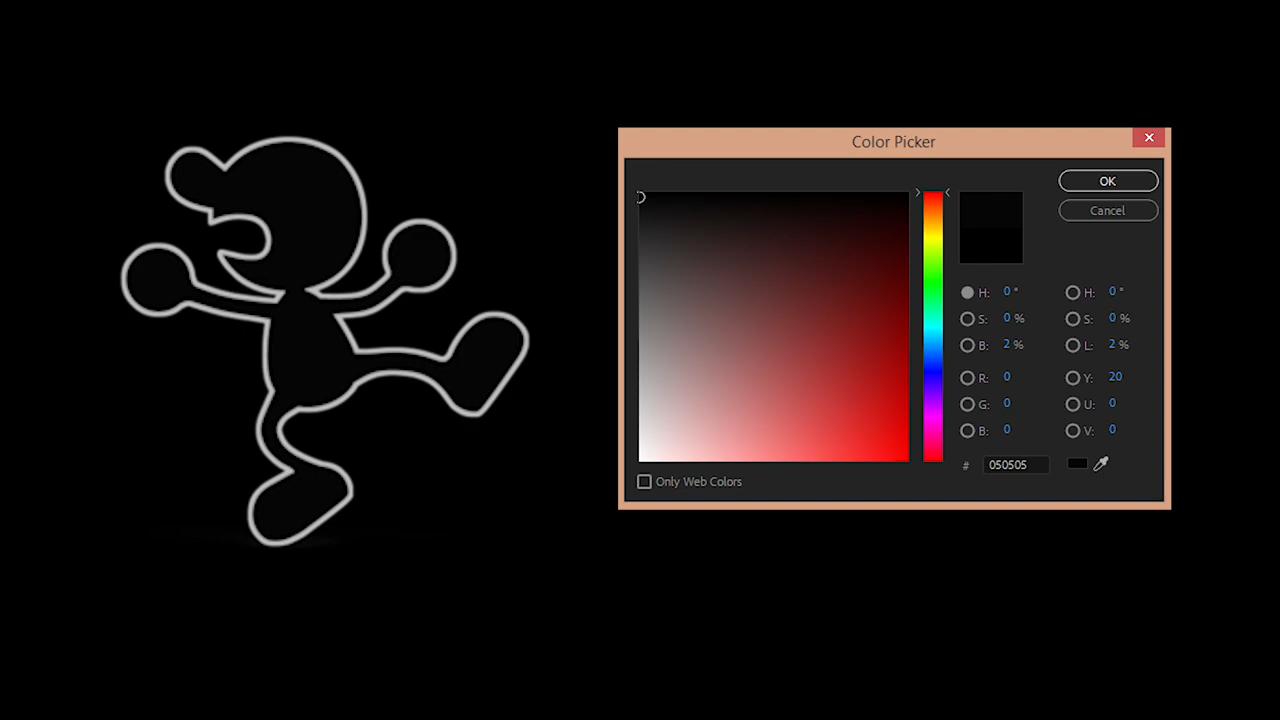 Color Picker
OK
Cancel
H: 0 °
H: 0 °
S: 0 %
S: 0 %
B: 2 %
L: 2 %
R: 0
Y: 20
G: 0
U: 0
B: 0
V: 0
# 050505
Only Web Colors